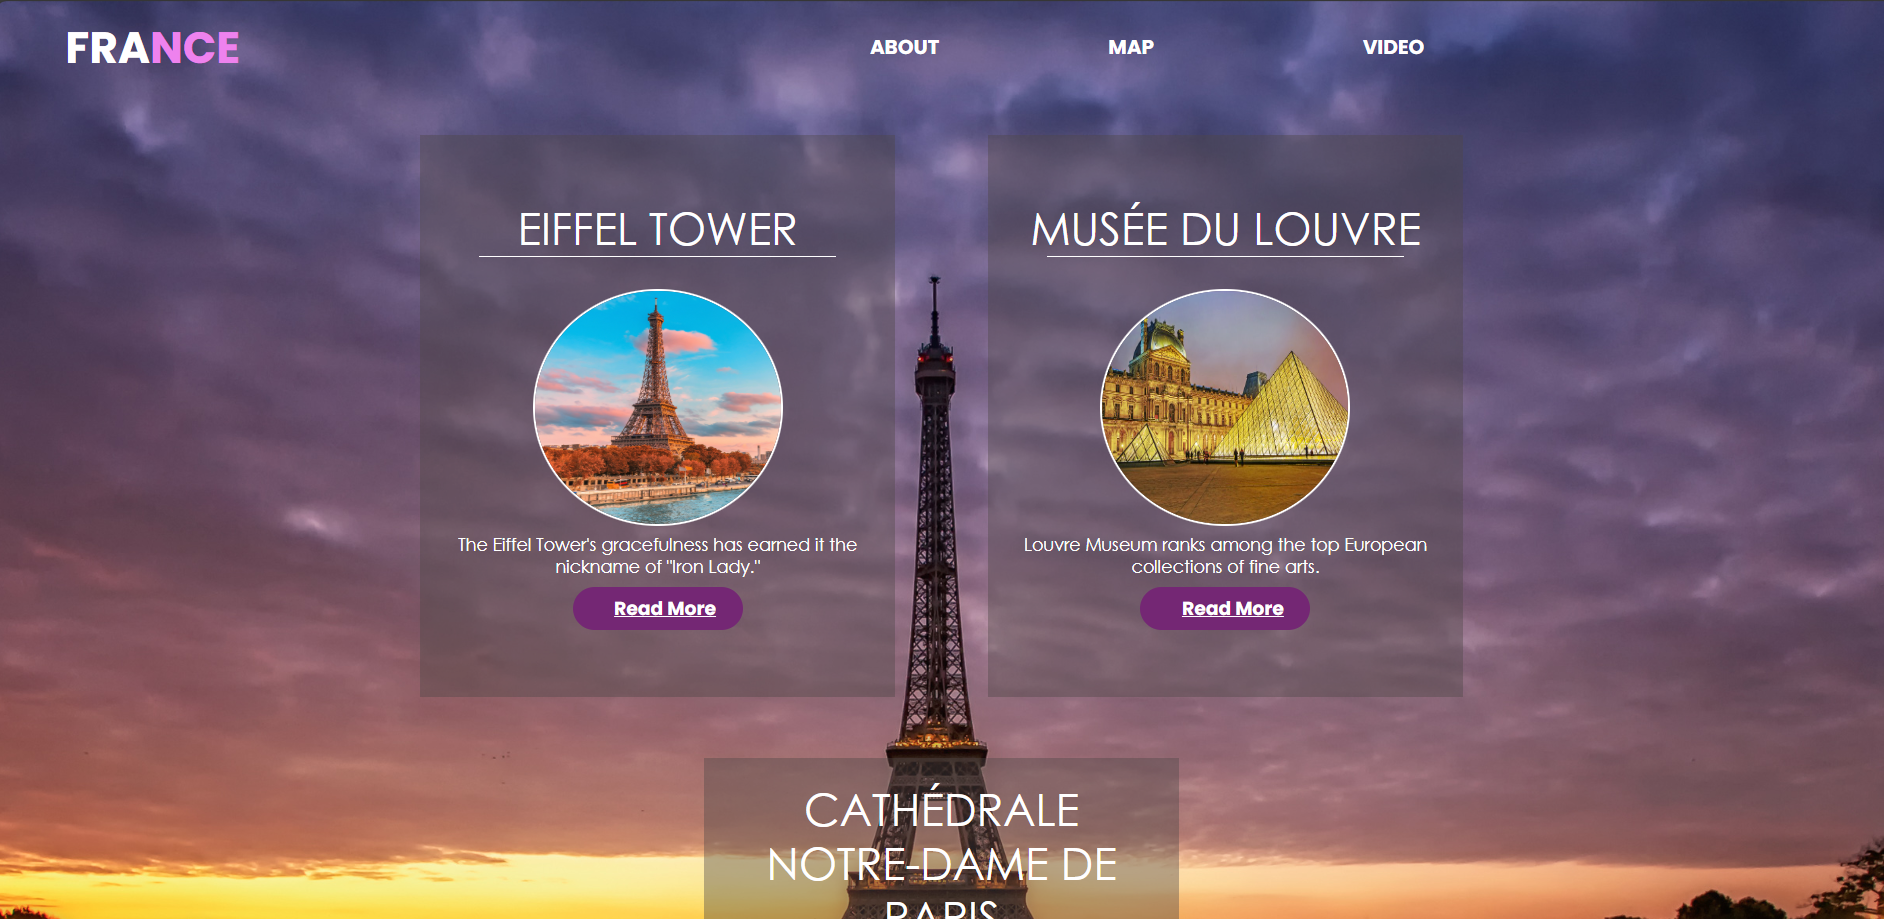 FRANCE
ABOUT
MAP
VIDEO
EIFFEL TOWER
The Eiffel Tower's gracefulness has earned it the
nickname of "Iron Lady."
Read More
MUSÉE DU LOUVRE
Louvre Museum ranks among the top European
collections of fine arts.
Read More
CATHÉDRALE
NOTRE-DAME DE
PARIS